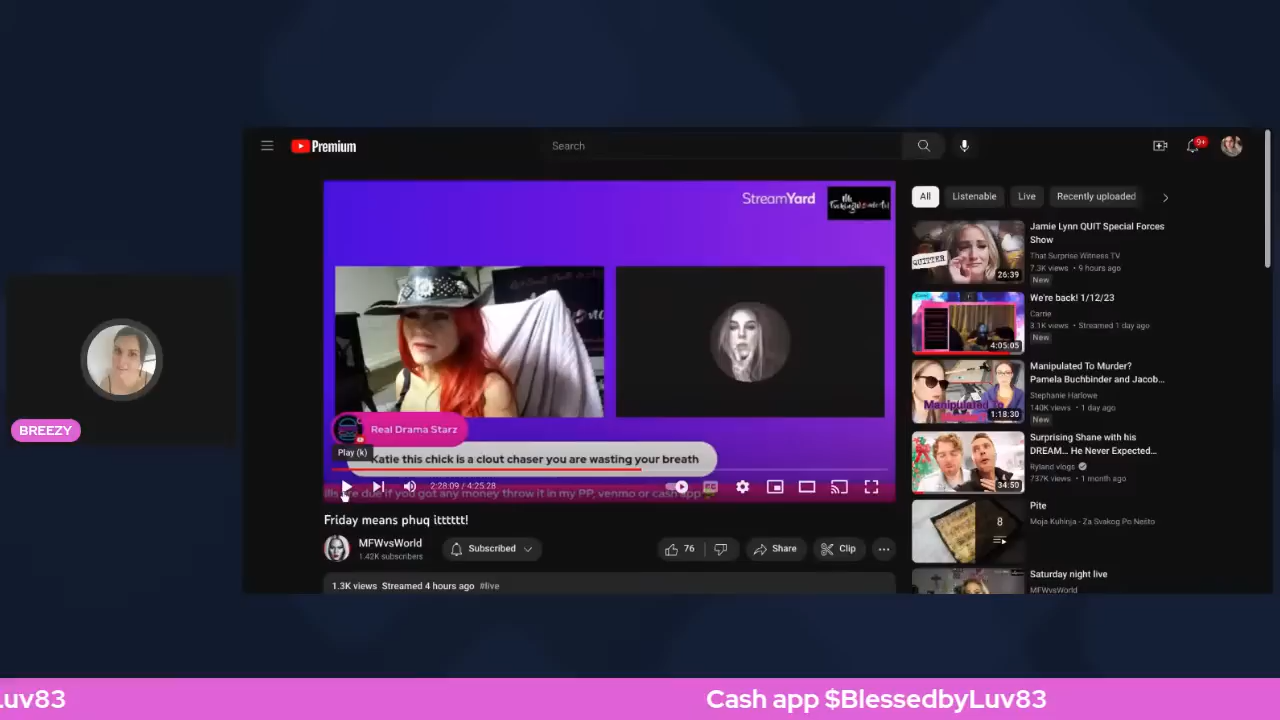 Premium
Search
9+
StreamYard
All
Listenable
Live
Recently uploaded
Jamie Lynn QUIT Special Forces
Show
That Surprise Witness TV
7.3K views • 9 hours ago
New
QUITTER
26:39
We're back! 1/12/23
Carrie
3.1K views • Streamed 1 day ago
New
4:05:05
Manipulated To Murder?
Pamela Buchbinder and Jacob...
Stephanie Harlowe
140K views • 1 day ago
New
Manipulated To
1:18:30
BREEZY
Real Drama Starz
Play (k)
Katie this chick is a clout chaser you are wasting your breath
2:28:09 / 4:25:28
ills are due if you got any money throw it in my PP, venmo or cash app
Surprising Shane with his
DREAM... He Never Expected...
Ryland vlogs
737K views • 1 month ago
34:50
Friday means phuq itttttt!
MFWvsWorld
1.42K subscribers
Subscribed
76
Share
Clip
Pite
Moja Kuhinja - Za Svakog Po Nešto
8
1.3K views Streamed 4 hours ago #live
Saturday night live
MFWvsWorld
Luv83
Cash app $BlessedbyLuv83